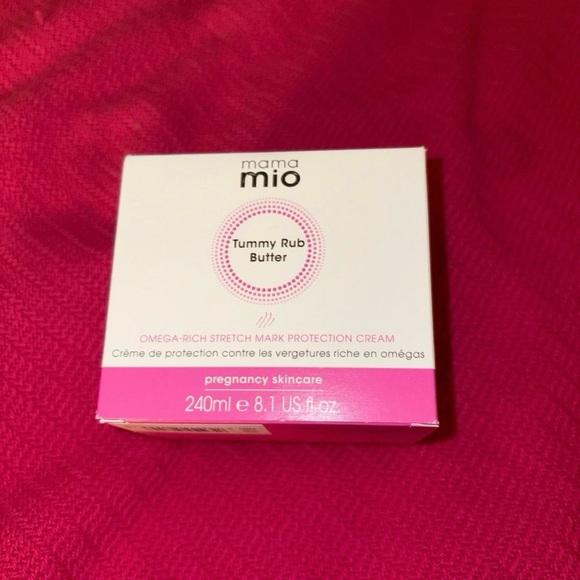 mama
mio
Tummy Rub
Butter
OMEGA-RICH STRETCH MARK PROTECTION CREAM
Crème de protection contre les vergetures riche en omégas
pregnancy skincare
240ml e 8.1 US fl.oz.